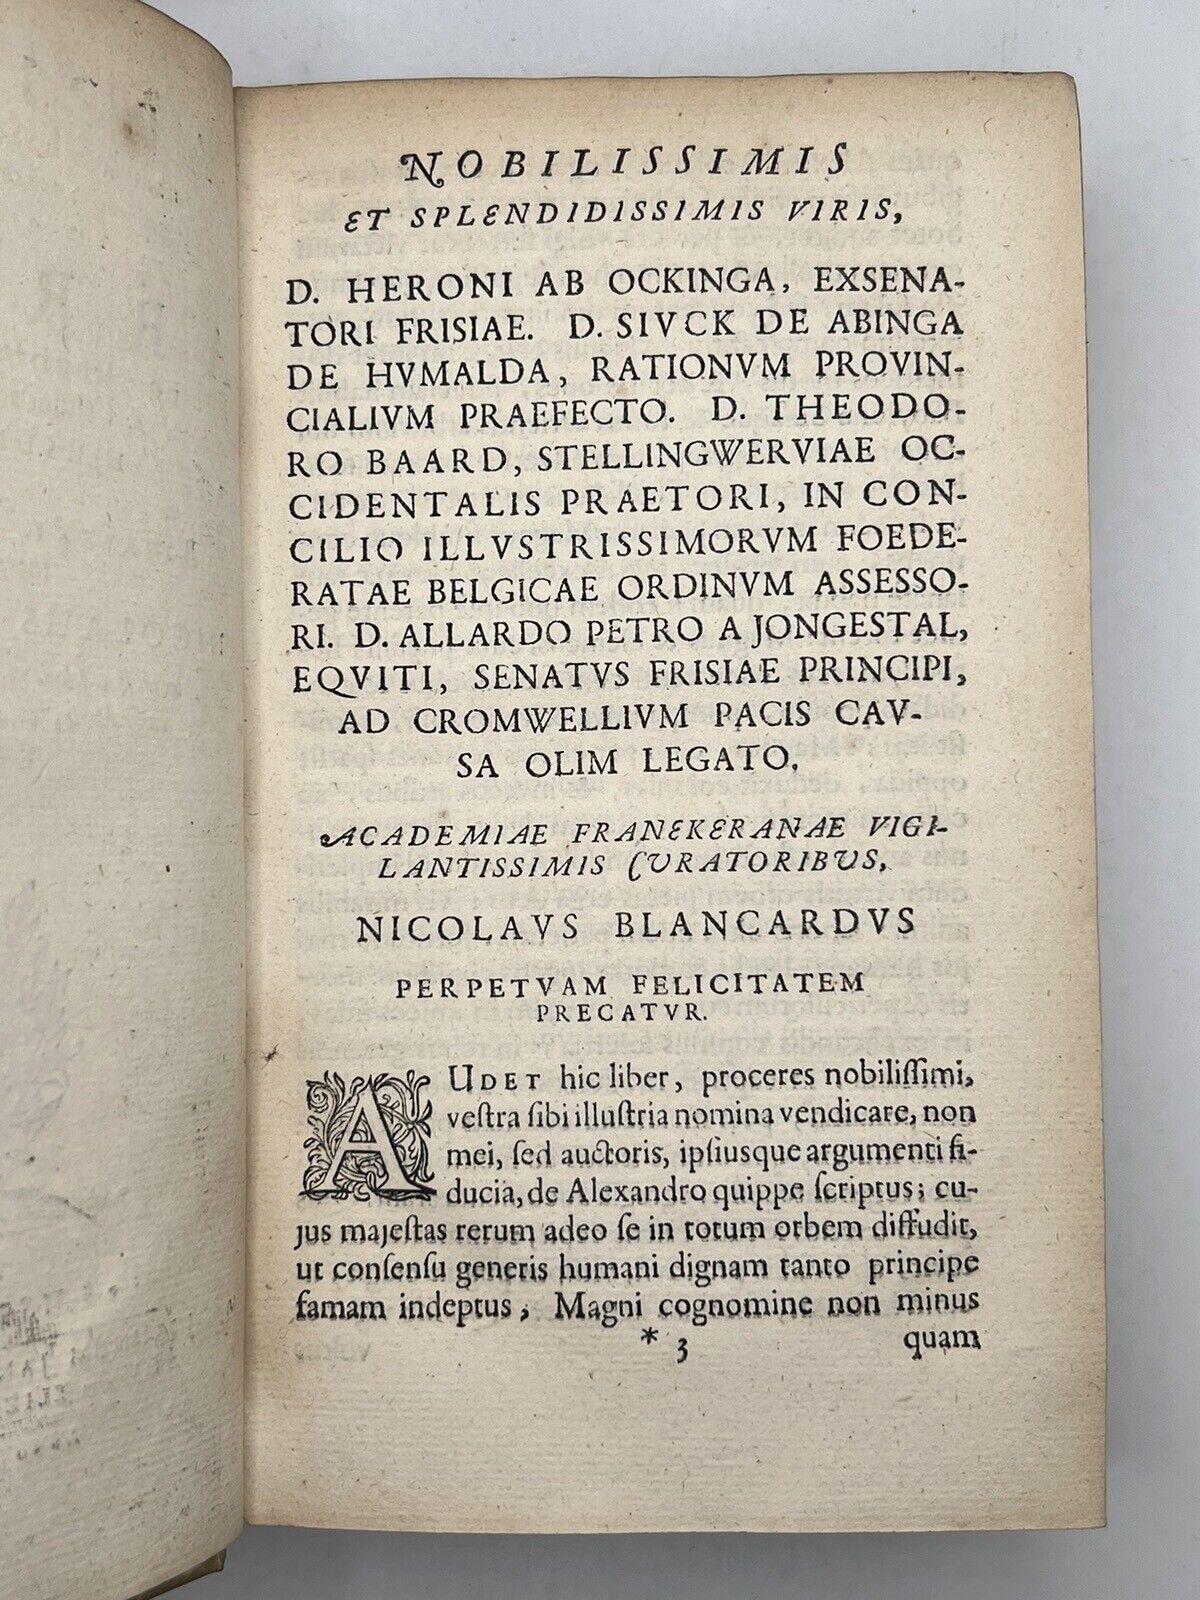 NOBILISSIMIS
ET SPLENDIDISSIMIS VIRIS,
D. HERONI AB OCKINGA, EXSENA-
TORI FRISIAE. D. SIVCK DE ABINGA
DE HVMALDA, RATIONVM PROVIN-
CIALIVM PRAEFECTO. D. THEODO-
RO BAARD, STELLINGWERVIAE OC-
CIDENTALIS PRAETORI, IN CON-
CILIO ILLVSTRISSIMORVM FOEDE-
RATAE BELGICAE ORDINVM ASSESSO-
RI. D. ALLARDO PETRO A JONGESTAL,
EQVITI, SENATVS FRISIAE PRINCIPI,
AD CROMWELLIVM PACIS CAV-
SA OLIM LEGATO,
ACADEMIAE FRANEKERANAE VIGI-
LANTISSIMIS CURATORIBUS,
NICOLAVS BLANCARDVS
PERPETVAM FELICITATEM
PRECATVR.
AUDET hic liber, proceres nobiliſſimi,
veſtra ſibi illuſtria nomina vendicare, non
mei, ſed auctoris, ipſiusque argumenti fi-
ducia, de Alexandro quippe ſcriptus; cu-
jus majeſtas rerum adeo ſe in totum orbem diffudit,
ut conſenſu generis humani dignam tanto principe
famam indeptus, Magni cognomine non minus
* 3 quam